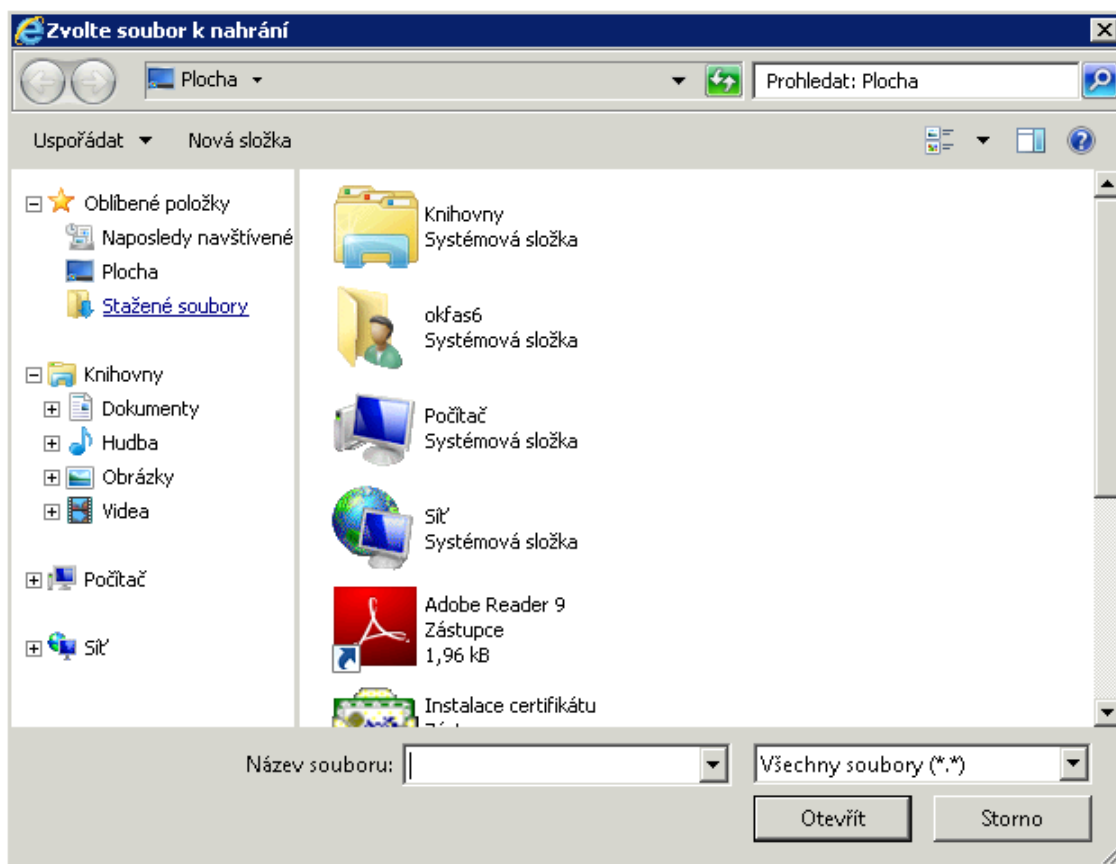 Zvolte soubor k nahrání
Plocha
Prohledat: Plocha
Uspořádat
Nová složka
Oblíbené položky
Naposledy navštívené
Plocha
Stažené soubory
Knihovny
Dokumenty
Hudba
Obrázky
Videa
Počítač
Síť
Knihovny
Systémová složka
okfas6
Systémová složka
Počítač
Systémová složka
Síť
Systémová složka
Adobe Reader 9
Zástupce
1,96 kB
Instalace certifikátu
Název souboru:
Všechny soubory (*.*)
Otevřít
Storno